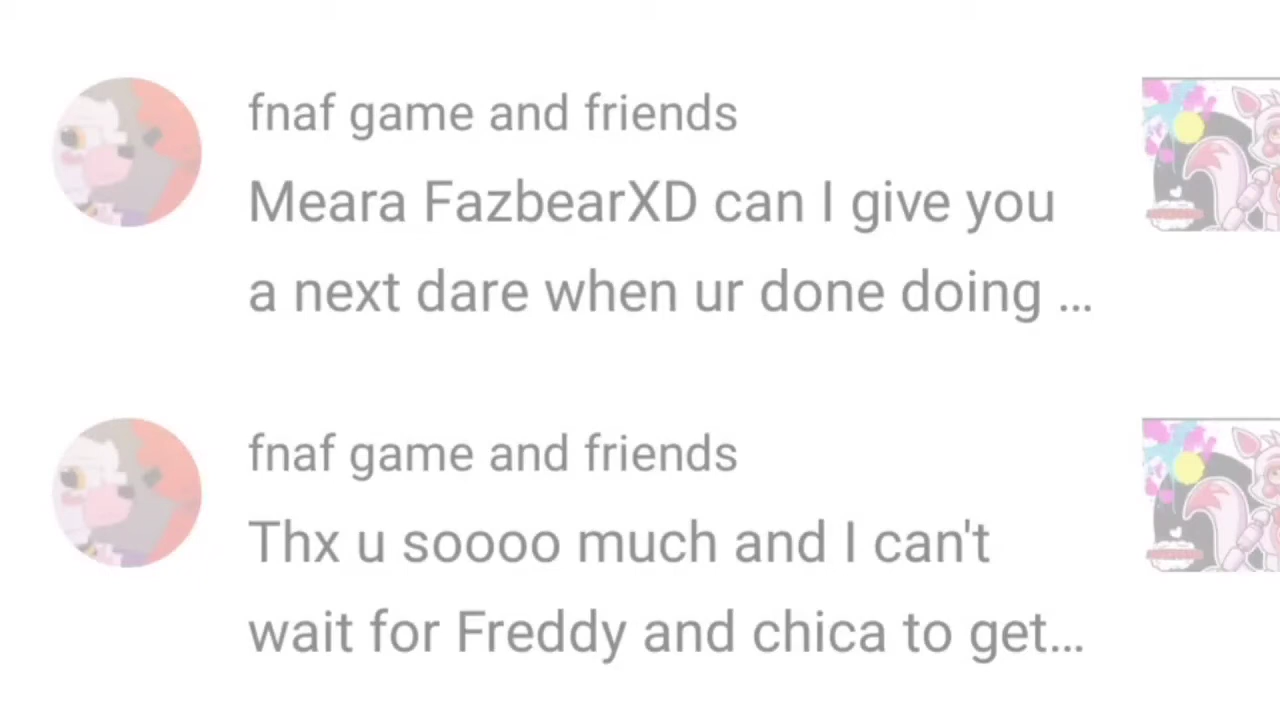 fnaf game and friends
Meara FazbearXD can I give you
a next dare when ur done doing ...
fnaf game and friends
Thx u soooo much and I can't
wait for Freddy and chica to get...